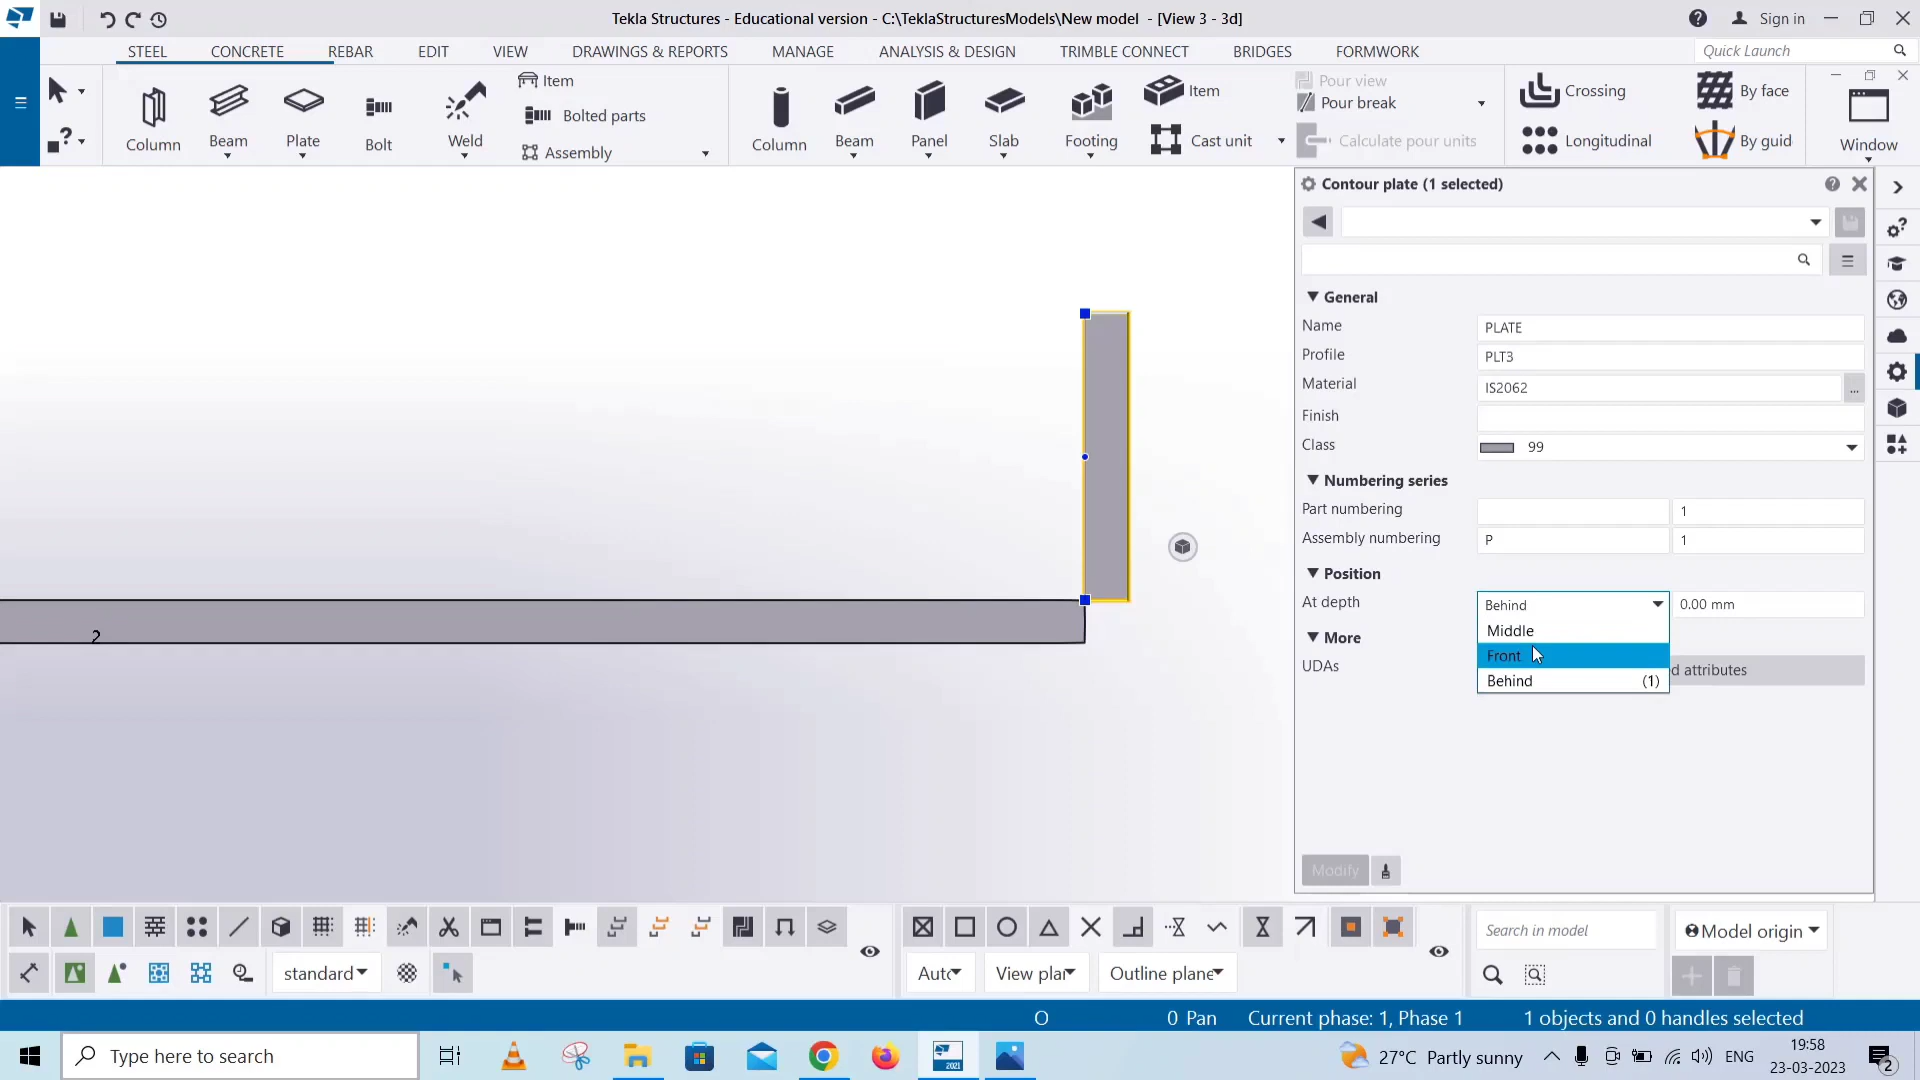 Tekla Structures - Educational version - C:\TeklaStructuresModels\New model - [View 3 - 3d]
Sign in
STEEL CONCRETE REBAR EDIT VIEW DRAWINGS & REPORTS MANAGE ANALYSIS & DESIGN TRIMBLE CONNECT BRIDGES FORMWORK
Quick Launch
Column Beam Plate Bolt Weld
Item
Bolted parts
Assembly
Column Beam Panel Slab Footing
Item
Cast unit
Pour view
Pour break
Calculate pour units
Crossing
Longitudinal
By face
By guid
Window
Contour plate (1 selected)
General
Name PLATE
Profile PLT3
Material IS2062 ...
Finish
Class 99
Numbering series
Part numbering 1
Assembly numbering P 1
Position
At depth Behind 0.00 mm
Middle
Front
Behind (1)
More
UDAs d attributes
Modify
2
standard
Auto
View plan
Outline plane
Search in model
Model origin
O 0 Pan Current phase: 1, Phase 1 1 objects and 0 handles selected
Type here to search
2021
27°C Partly sunny
ENG
19:58
23-03-2023
2